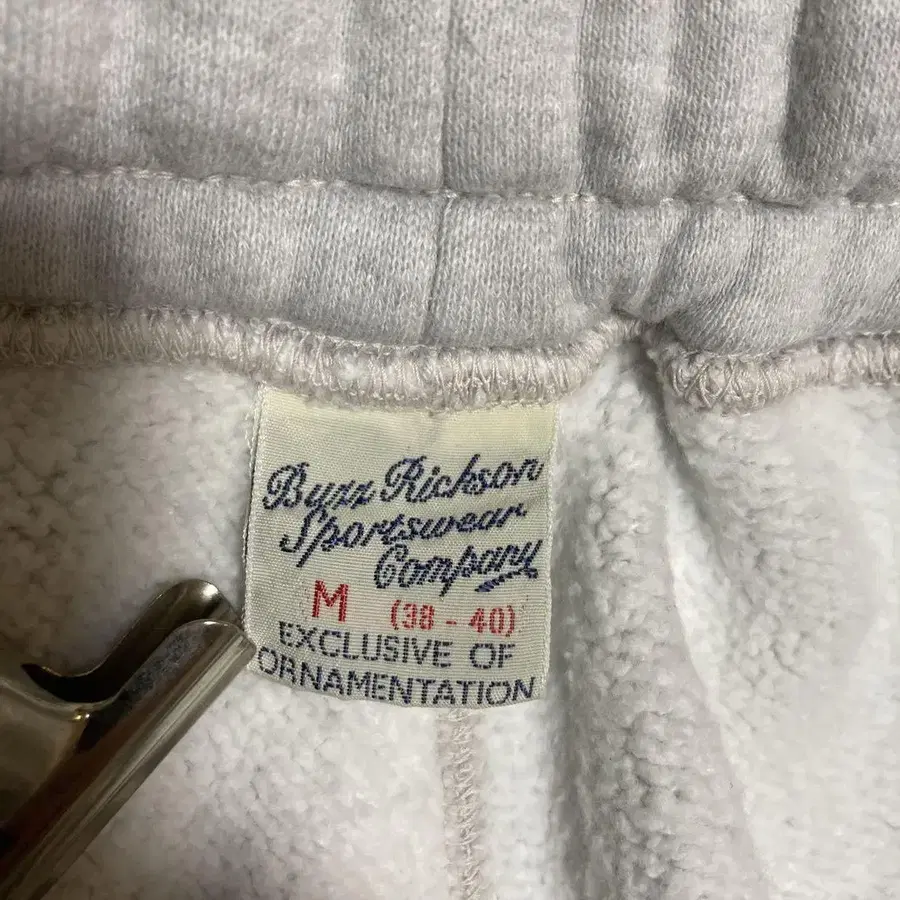 Buzz Rickson
Sportswear
Company
M (38 - 40)
EXCLUSIVE OF
ORNAMENTATION